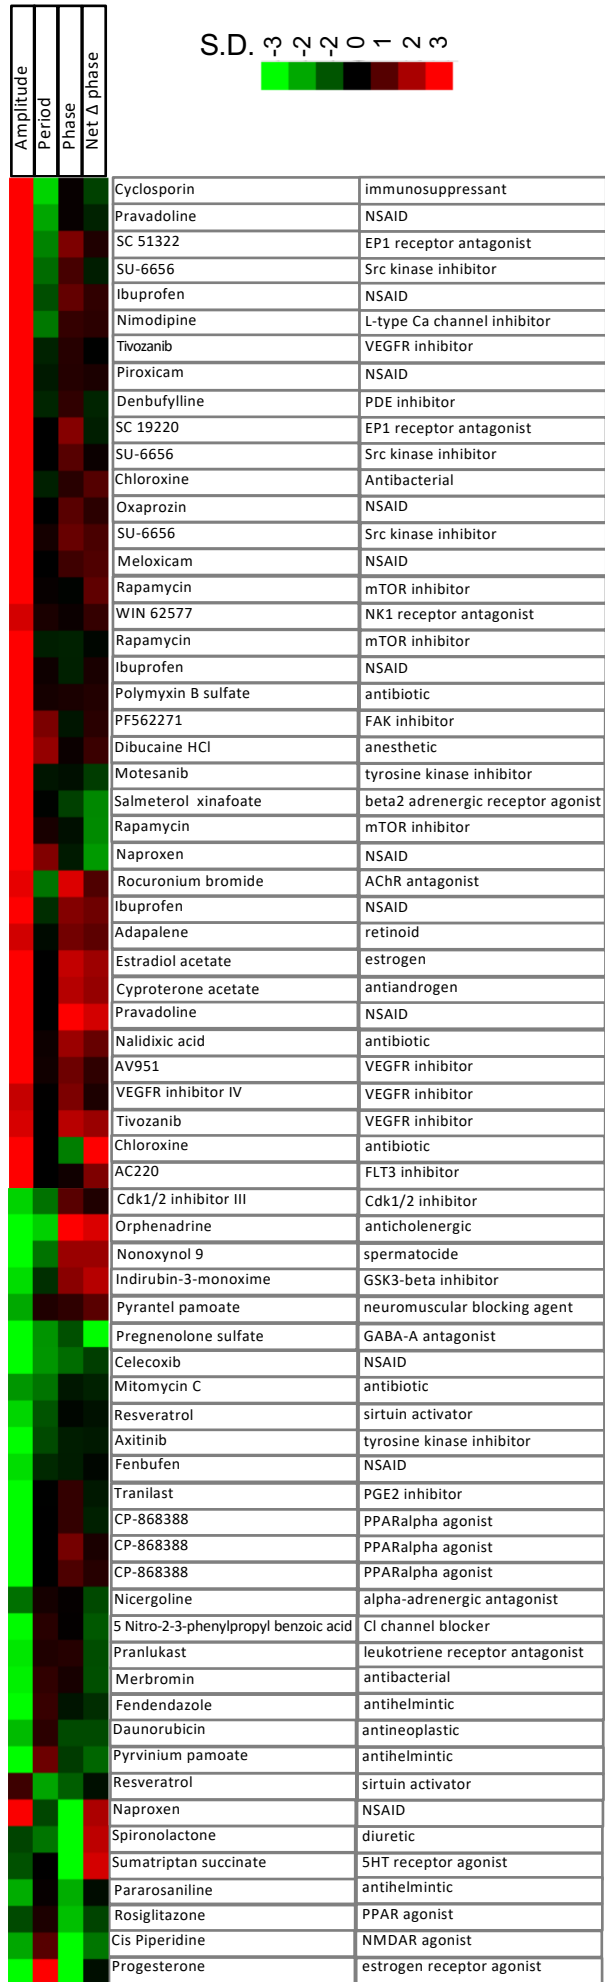 S.D. -3 -2 -2 0 1 2 3
Amplitude Period Phase Net Δ phase
Cyclosporin immunosuppressant
Pravadoline NSAID
SC 51322 EP1 receptor antagonist
SU-6656 Src kinase inhibitor
Ibuprofen NSAID
Nimodipine L-type Ca channel inhibitor
Tivozanib VEGFR inhibitor
Piroxicam NSAID
Denbufylline PDE inhibitor
SC 19220 EP1 receptor antagonist
SU-6656 Src kinase inhibitor
Chloroxine Antibacterial
Oxaprozin NSAID
SU-6656 Src kinase inhibitor
Meloxicam NSAID
Rapamycin mTOR inhibitor
WIN 62577 NK1 receptor antagonist
Rapamycin mTOR inhibitor
Ibuprofen NSAID
Polymyxin B sulfate antibiotic
PF562271 FAK inhibitor
Dibucaine HCl anesthetic
Motesanib tyrosine kinase inhibitor
Salmeterol xinafoate beta2 adrenergic receptor agonist
Rapamycin mTOR inhibitor
Naproxen NSAID
Rocuronium bromide AChR antagonist
Ibuprofen NSAID
Adapalene retinoid
Estradiol acetate estrogen
Cyproterone acetate antiandrogen
Pravadoline NSAID
Nalidixic acid antibiotic
AV951 VEGFR inhibitor
VEGFR inhibitor IV VEGFR inhibitor
Tivozanib VEGFR inhibitor
Chloroxine antibiotic
AC220 FLT3 inhibitor
Cdk1/2 inhibitor III Cdk1/2 inhibitor
Orphenadrine anticholenergic
Nonoxynol 9 spermatocide
Indirubin-3-monoxime GSK3-beta inhibitor
Pyrantel pamoate neuromuscular blocking agent
Pregnenolone sulfate GABA-A antagonist
Celecoxib NSAID
Mitomycin C antibiotic
Resveratrol sirtuin activator
Axitinib tyrosine kinase inhibitor
Fenbufen NSAID
Tranilast PGE2 inhibitor
CP-868388 PPARalpha agonist
CP-868388 PPARalpha agonist
CP-868388 PPARalpha agonist
Nicergoline alpha-adrenergic antagonist
5 Nitro-2-3-phenylpropyl benzoic acid Cl channel blocker
Pranlukast leukotriene receptor antagonist
Merbromin antibacterial
Fendendazole antihelmintic
Daunorubicin antineoplastic
Pyrvinium pamoate antihelmintic
Resveratrol sirtuin activator
Naproxen NSAID
Spironolactone diuretic
Sumatriptan succinate 5HT receptor agonist
Pararosaniline antihelmintic
Rosiglitazone PPAR agonist
Cis Piperidine NMDAR agonist
Progesterone estrogen receptor agonist